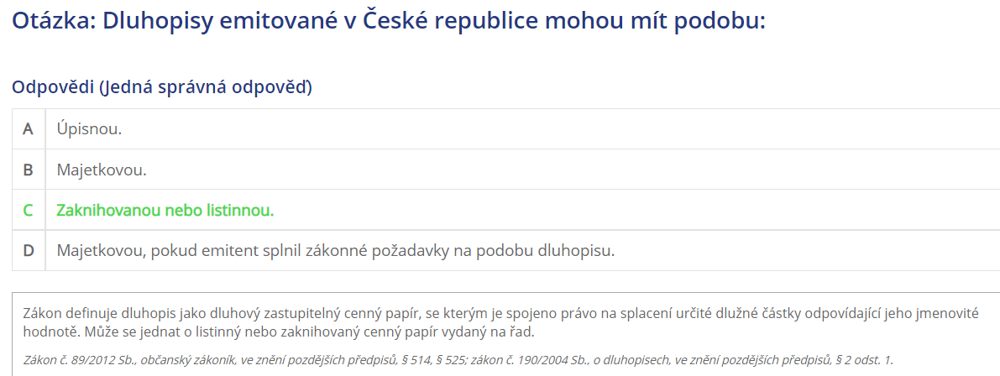 Otázka: Dluhopisy emitované v České republice mohou mít podobu:
Odpovědi (Jedná správná odpověď)
A Úpisnou.
B Majetkovou.
C Zaknihovanou nebo listinnou.
D Majetkovou, pokud emitent splnil zákonné požadavky na podobu dluhopisu.
Zákon definuje dluhopis jako dluhový zastupitelný cenný papír, se kterým je spojeno právo na splacení určité dlužné částky odpovídající jeho jmenovité
hodnotě. Může se jednat o listinný nebo zaknihovaný cenný papír vydaný na řad.
Zákon č. 89/2012 Sb., občanský zákoník, ve znění pozdějších předpisů, § 514, § 525; zákon č. 190/2004 Sb., o dluhopisech, ve znění pozdějších předpisů, § 2 odst. 1.